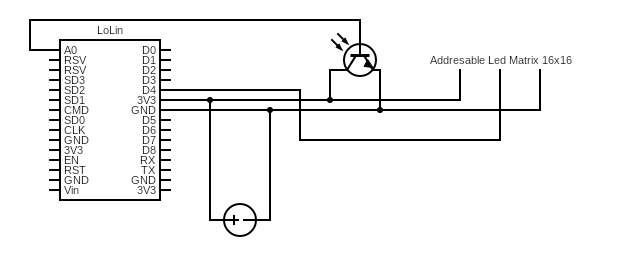 LoLin
Addresable Led Matrix 16x16
A0 D0
RSV D1
RSV D2
SD3 D3
SD2 D4
SD1 3V3
CMD GND
SD0 D5
CLK D6
GND D7
3V3 D8
EN RX
RST TX
GND GND
Vin 3V3